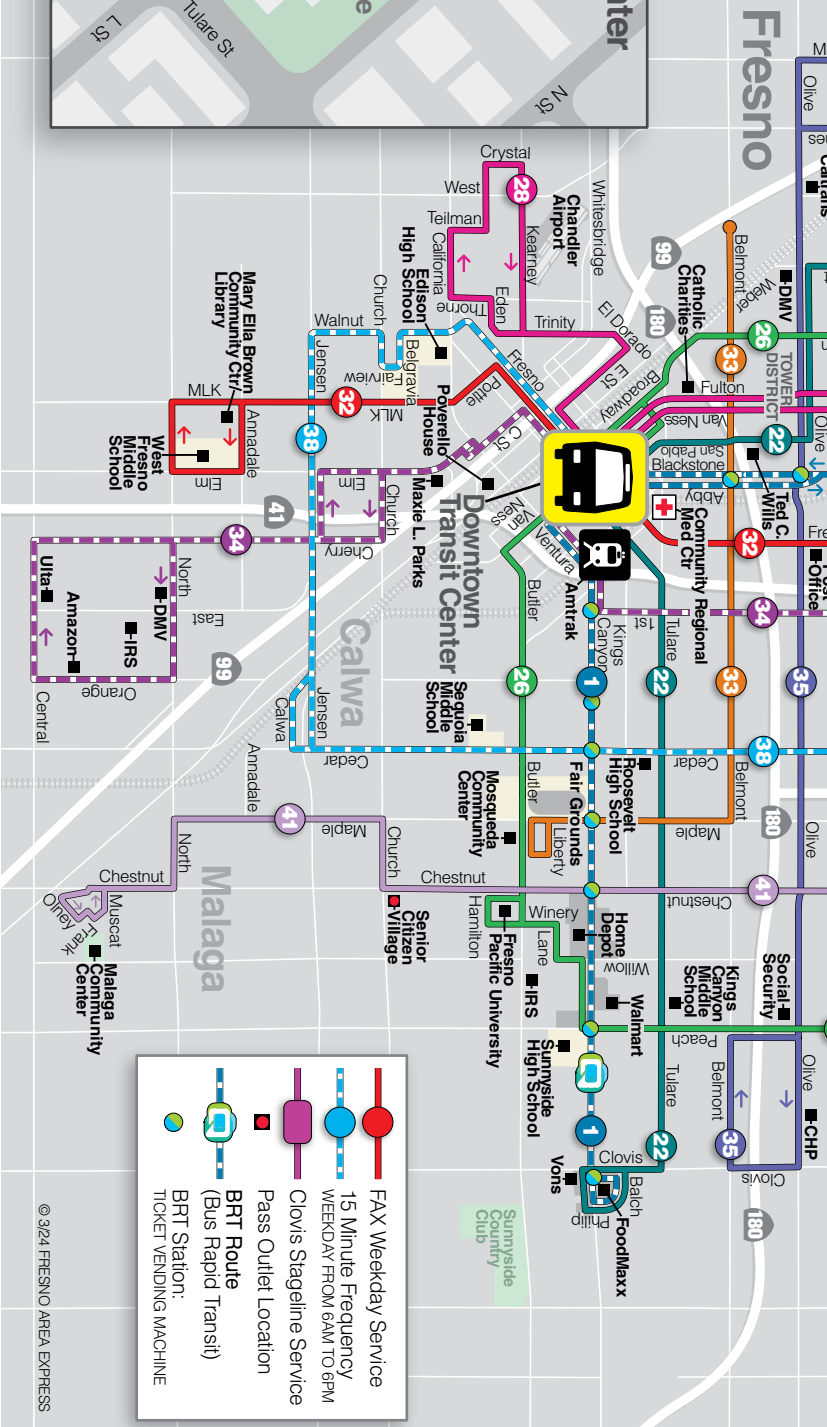 Fresno
nter
Tulare St
L St
N St
Crystal
West
Teilman
California
Thorne
Eden
Kearney
28
Chandler
Airport
Whitesbridge
Trinity
El Dorado
E St
Broadway
Edison
High School
Church
Walnut
Jensen
Belgravia
Fairview
MLK
Fresno
Pottle
32
38
Mary Ella Brown
Community Ctr/
Library
MLK
Annadale
Elm
West
Fresno
Middle
School
Poverello
House
C St
Maxie L. Parks
Elm
Church
Cherry
41
34
North
East
DMV
IRS
Ulta
Amazon
Orange
Central
99
99
180
Belmont
Weber
DMV
Catholic
Charities
26
33
TOWER
DISTRICT
Fulton
Van Ness
San Pablo
22
Blackstone
Abby
Olive
Olive
Caltrans
Ted C.
Wills
Community Regional
Med Ctr
32
Post
Office
Downtown
Transit Center
Van
Ness
Ventura
Amtrak
Butler
26
Kings
Canyon
1st
34
Tulare
22
1
33
35
Calwa
Calwa
Jensen
Cedar
Annadale
Sequoia
Middle
School
Mosqueda
Community
Center
Butler
Fair Grounds
Roosevelt
High School
Cedar
Belmont
38
Liberty
Maple
180
Olive
41
Maple
Church
North
Chestnut
Chestnut
Chestnut
41
Malaga
Muscat
Frank
Olney
Malaga
Community
Center
Senior
Citizen
Village
Hamilton
Winery
Lane
Fresno
Pacific University
Home
Depot
Willow
IRS
Walmart
Kings
Canyon
Middle
School
Social
Security
Peach
Sunnyside
High School
Tulare
Belmont
Olive
CHP
35
Clovis
1
22
Clovis
Balch
Philip
Vons
FoodMaxx
180
Sunnyside
Country
Club
FAX Weekday Service
15 Minute Frequency
WEEKDAY FROM 6AM TO 6PM
Clovis Stageline Service
Pass Outlet Location
BRT Route
(Bus Rapid Transit)
BRT Station:
TICKET VENDING MACHINE
© 3/24 FRESNO AREA EXPRESS